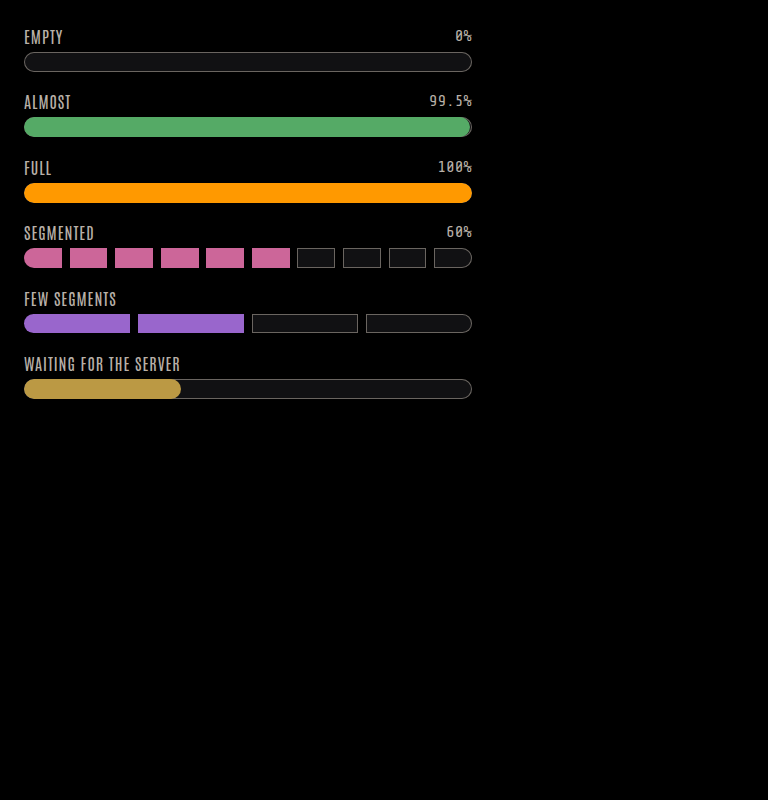 EMPTY 0%
ALMOST 99.5%
FULL 100%
SEGMENTED 60%
FEW SEGMENTS
WAITING FOR THE SERVER